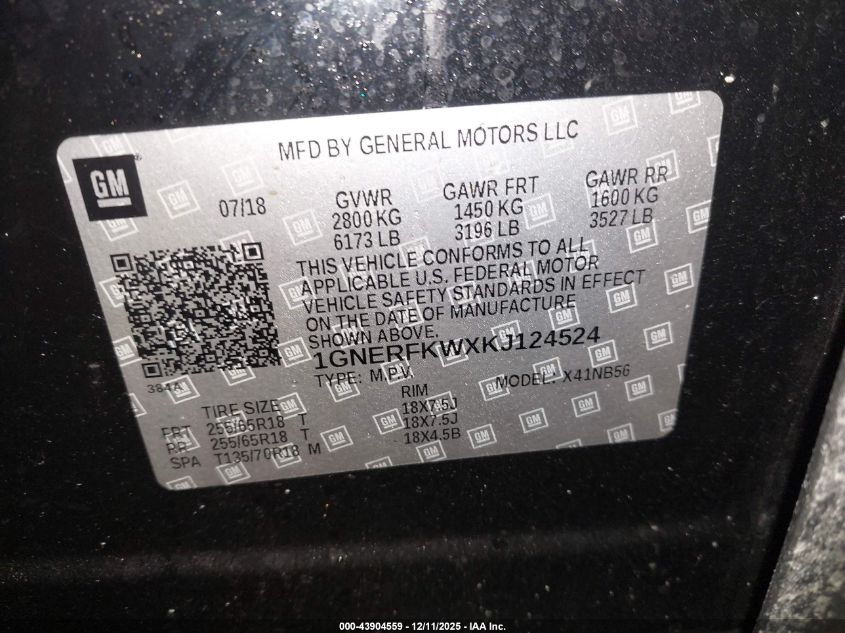 MFD BY GENERAL MOTORS LLC
GM
07/18
GVWR GAWR FRT GAWR RR
2800 KG 1450 KG 1600 KG
6173 LB 3196 LB 3527 LB
THIS VEHICLE CONFORMS TO ALL
APPLICABLE U.S. FEDERAL MOTOR
VEHICLE SAFETY STANDARDS IN EFFECT
ON THE DATE OF MANUFACTURE
SHOWN ABOVE.
1GNERFKWXKJ124524
384A
TYPE: M.P.V. MODEL: X41NB56
TIRE SIZE RIM
FRT 255/65R18 T 18X7.5J
RR 255/65R18 T 18X7.5J
SPA T135/70R18 M 18X4.5B
000-43904559 - 12/11/2025 - IAA Inc.